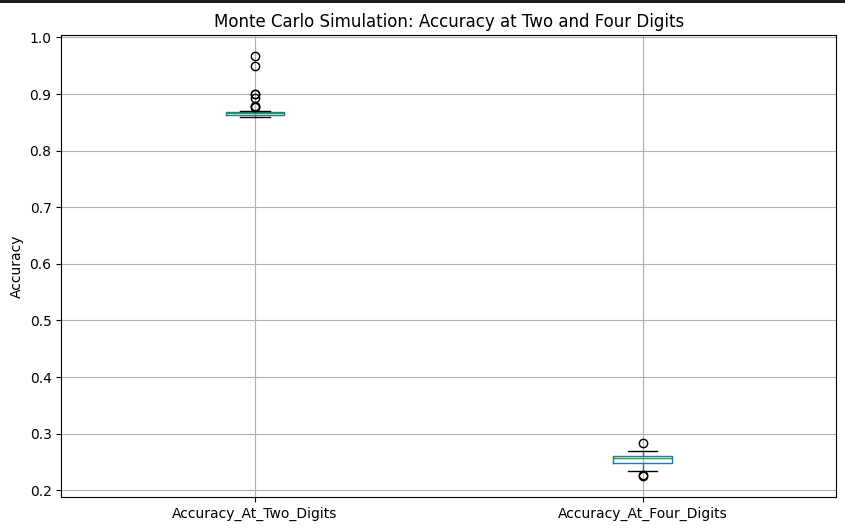 Monte Carlo Simulation: Accuracy at Two and Four Digits
1.0
0.9
0.8
0.7
0.6
0.5
0.4
0.3
0.2
Accuracy
Accuracy_At_Two_Digits
Accuracy_At_Four_Digits